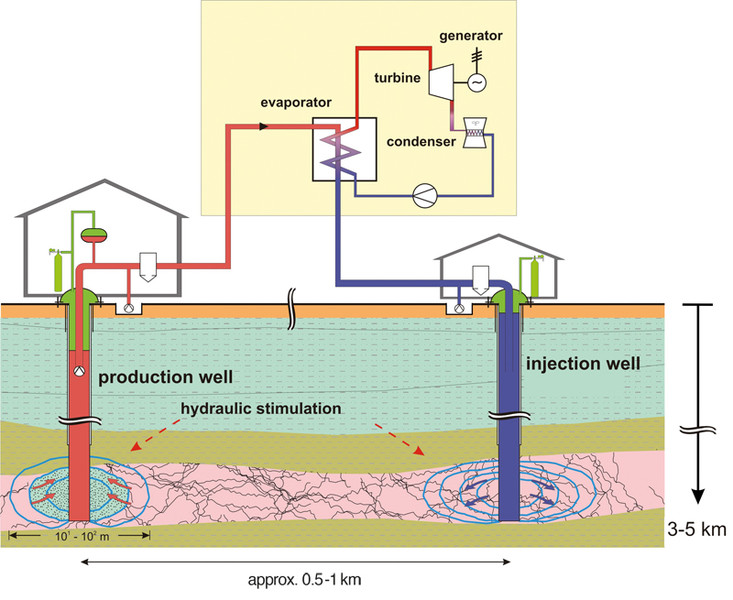 generator
turbine
evaporator
condenser
production well
injection well
hydraulic stimulation
3-5 km
10¹ - 10² m
approx. 0.5-1 km